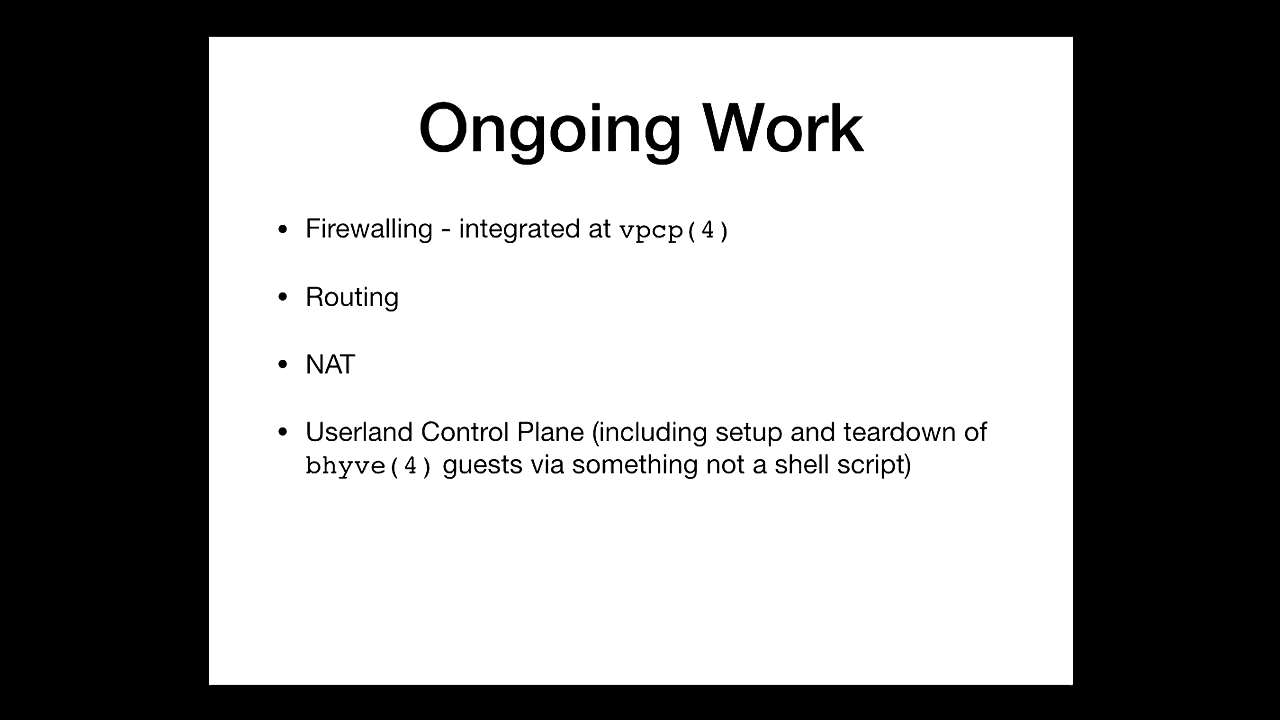 Ongoing Work
• Firewalling - integrated at vpcp(4)
• Routing
• NAT
• Userland Control Plane (including setup and teardown of
bhyve(4) guests via something not a shell script)